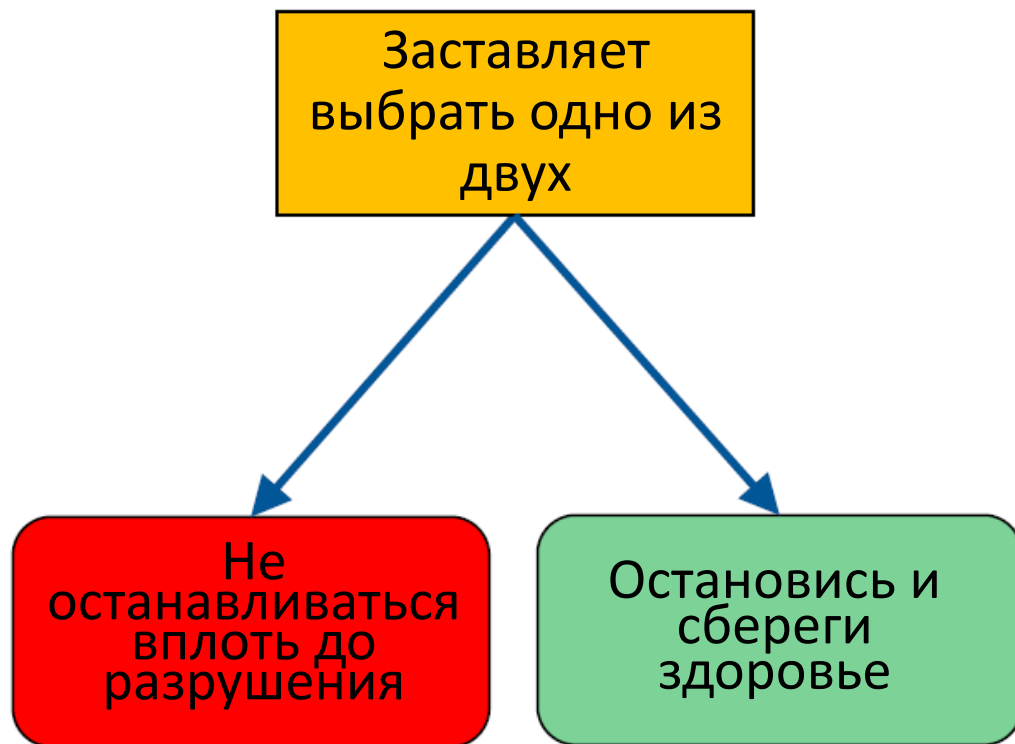 Заставляет
выбрать одно из
двух
Не
останавливаться
вплоть до
разрушения
Остановись и
сбереги
здоровье